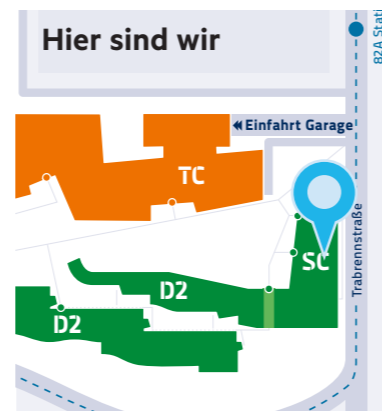 Hier sind wir
82A Stati
Einfahrt Garage
TC
Trabrennstraße
SC
D2
D2